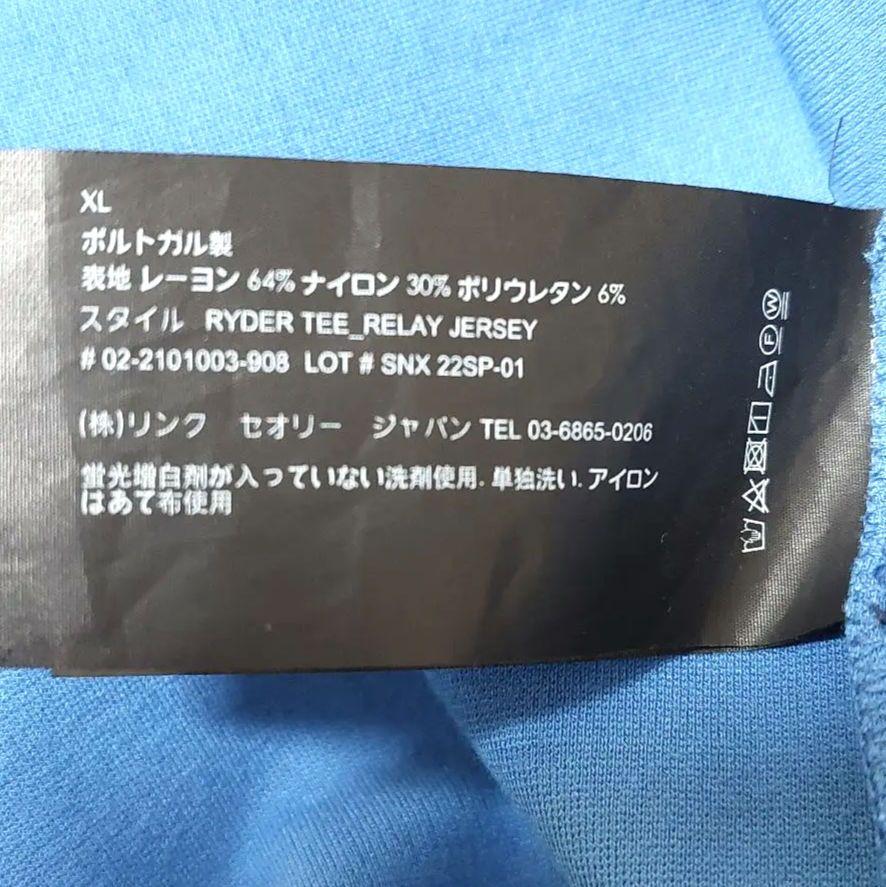 XL
ポルトガル製
表地 レーヨン 64% ナイロン 30% ポリウレタン 6%
スタイル RYDER TEE_RELAY JERSEY
# 02-2101003-908 LOT # SNX 22SP-01
(株)リンク セオリー ジャパン TEL 03-6865-0206
蛍光増白剤が入っていない洗剤使用. 単独洗い. アイロン
はあて布使用
W
F